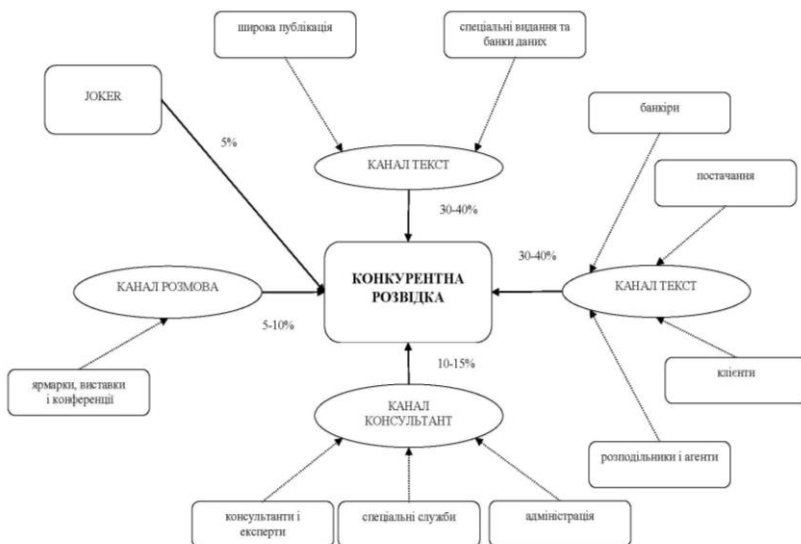 широка публікація
спеціальні видання та
банки даних
JOKER
банкіри
5%
КАНАЛ ТЕКСТ
постачання
30-40%
КОНКУРЕНТНА
РОЗВІДКА
30-40%
КАНАЛ РОЗМОВА
КАНАЛ ТЕКСТ
5-10%
10-15%
клієнти
ярмарки, виставки
і конференції
КАНАЛ
КОНСУЛЬТАНТ
розподільники і агенти
консультанти і
експерти
спеціальні служби
адміністрація